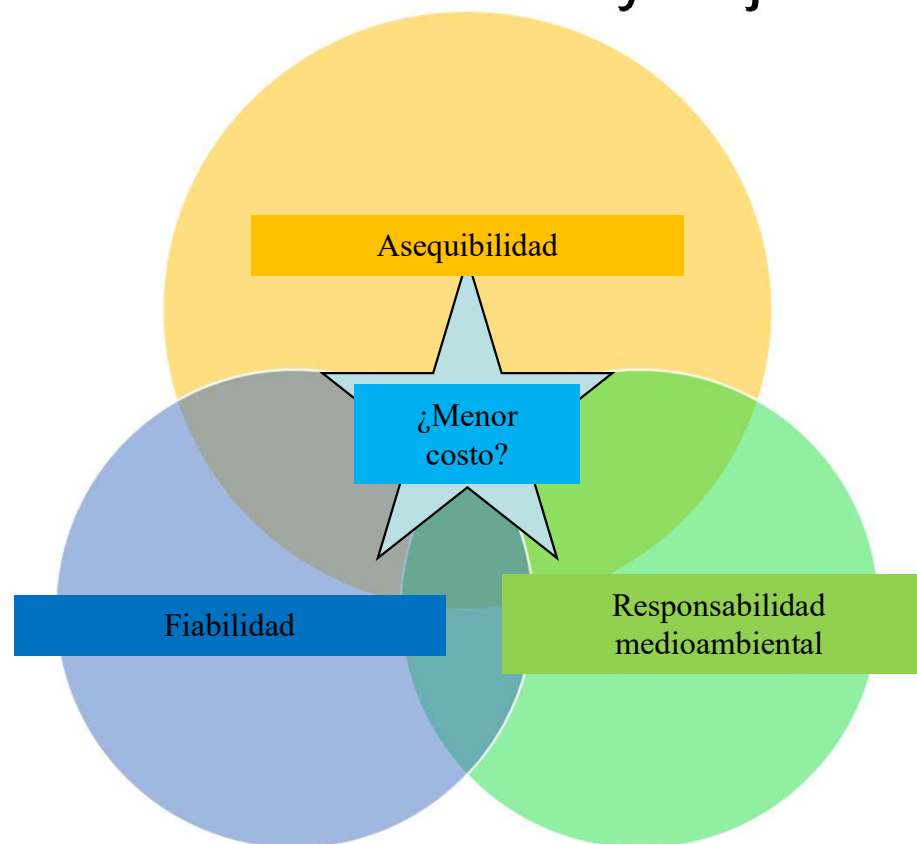 Asequibilidad
¿Menor
costo?
Fiabilidad
Responsabilidad
medioambiental